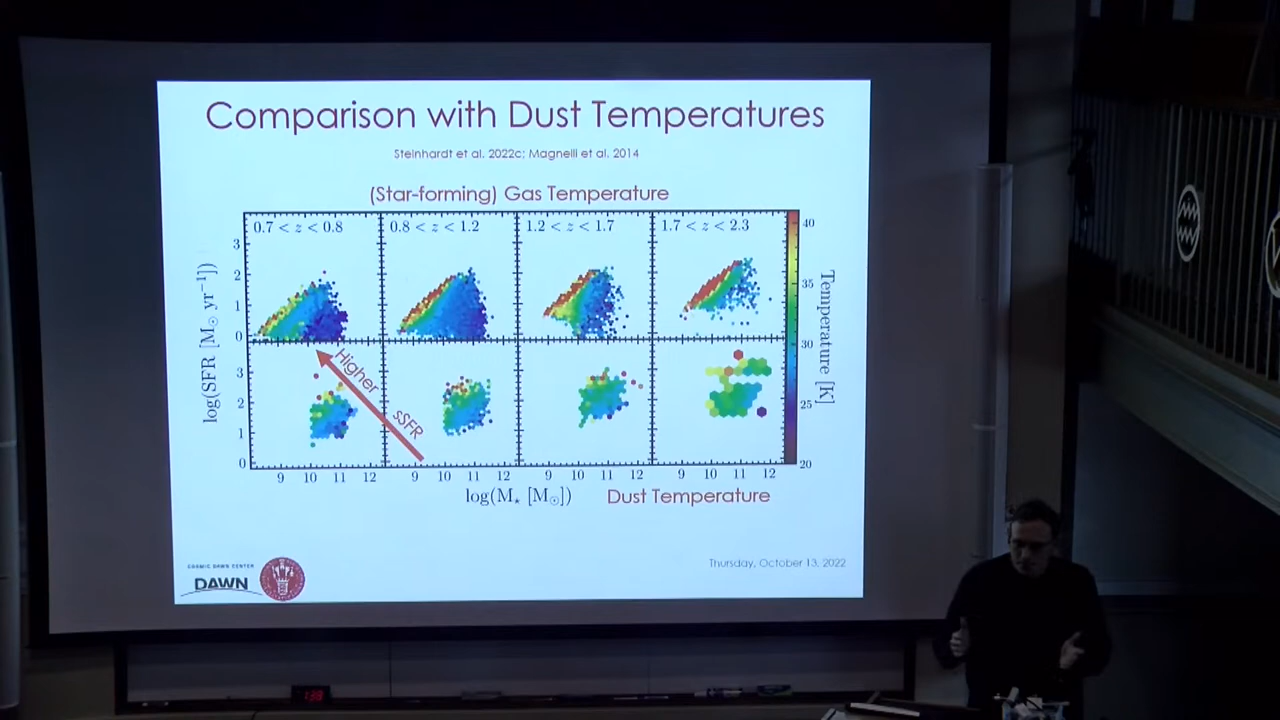 Comparison with Dust Temperatures
Steinhardt et al. 2022c; Magnelli et al. 2014
(Star-forming) Gas Temperature
0.7 < z < 0.8
0.8 < z < 1.2
1.2 < z < 1.7
1.7 < z < 2.3
40
35
30
25
20
Temperature [K]
3
2
1
0
3
2
1
0
log(SFR [M☉ yr⁻¹])
Higher sSFR
9 10 11 12 9 10 11 12 9 10 11 12 9 10 11 12
log(M⋆ [M☉])
Dust Temperature
COSMIC DAWN CENTER
DAWN
Thursday, October 13, 2022